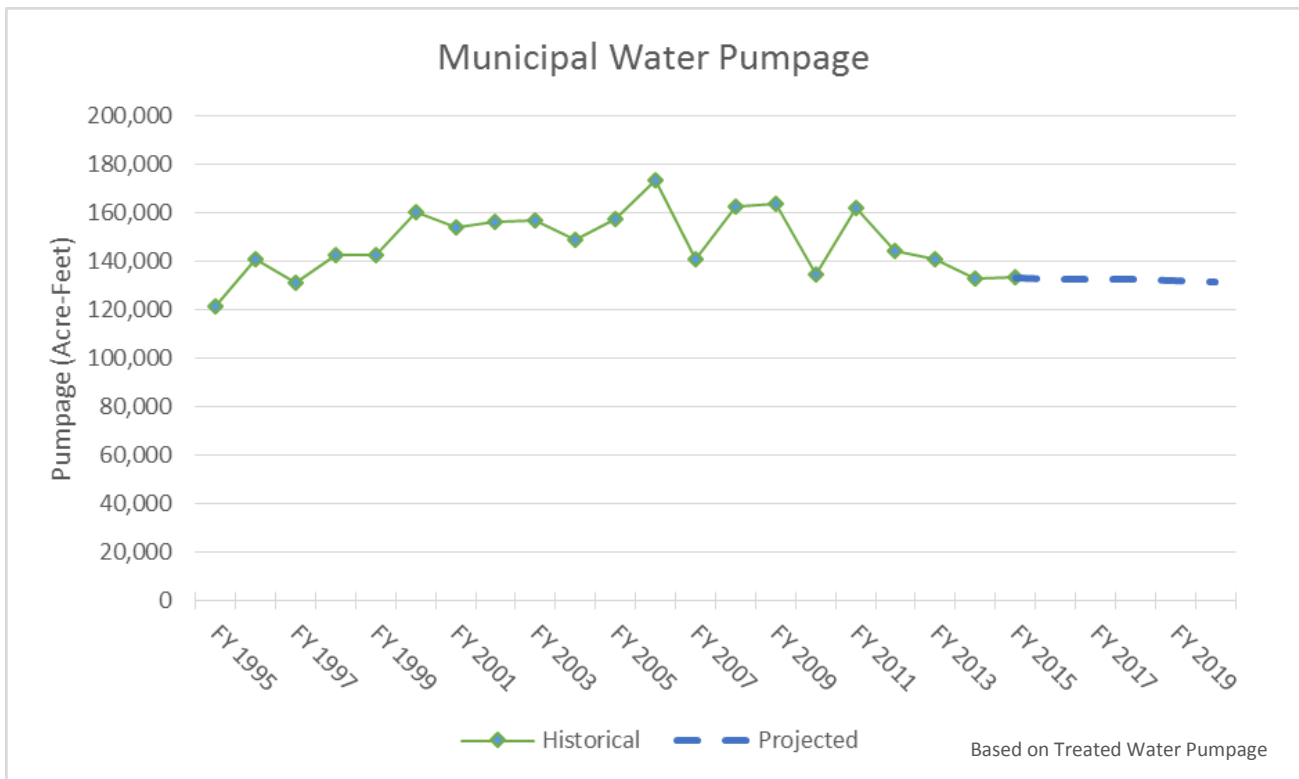 Municipal Water Pumpage
Pumpage (Acre-Feet)
200,000
180,000
160,000
140,000
120,000
100,000
80,000
60,000
40,000
20,000
0
FY 1995
FY 1997
FY 1999
FY 2001
FY 2003
FY 2005
FY 2007
FY 2009
FY 2011
FY 2013
FY 2015
FY 2017
FY 2019
Historical
Projected
Based on Treated Water Pumpage